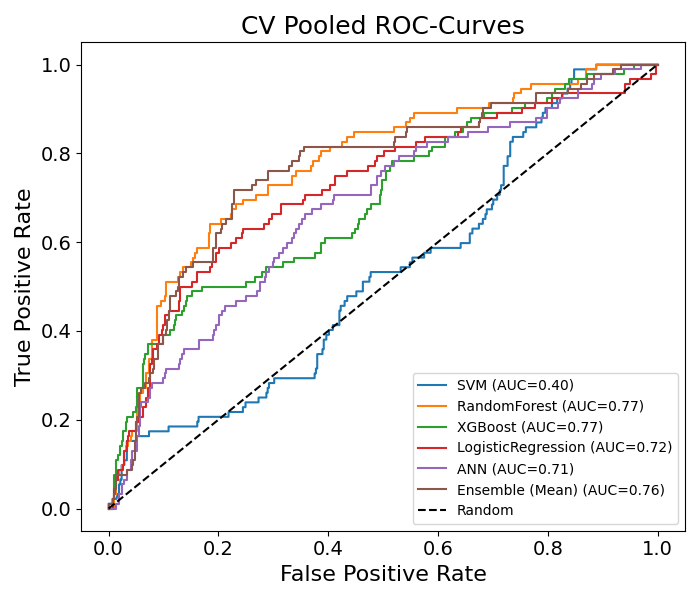 CV Pooled ROC-Curves
True Positive Rate
1.0
0.8
0.6
0.4
0.2
0.0
SVM (AUC=0.40)
RandomForest (AUC=0.77)
XGBoost (AUC=0.77)
LogisticRegression (AUC=0.72)
ANN (AUC=0.71)
Ensemble (Mean) (AUC=0.76)
Random
0.0 0.2 0.4 0.6 0.8 1.0
False Positive Rate